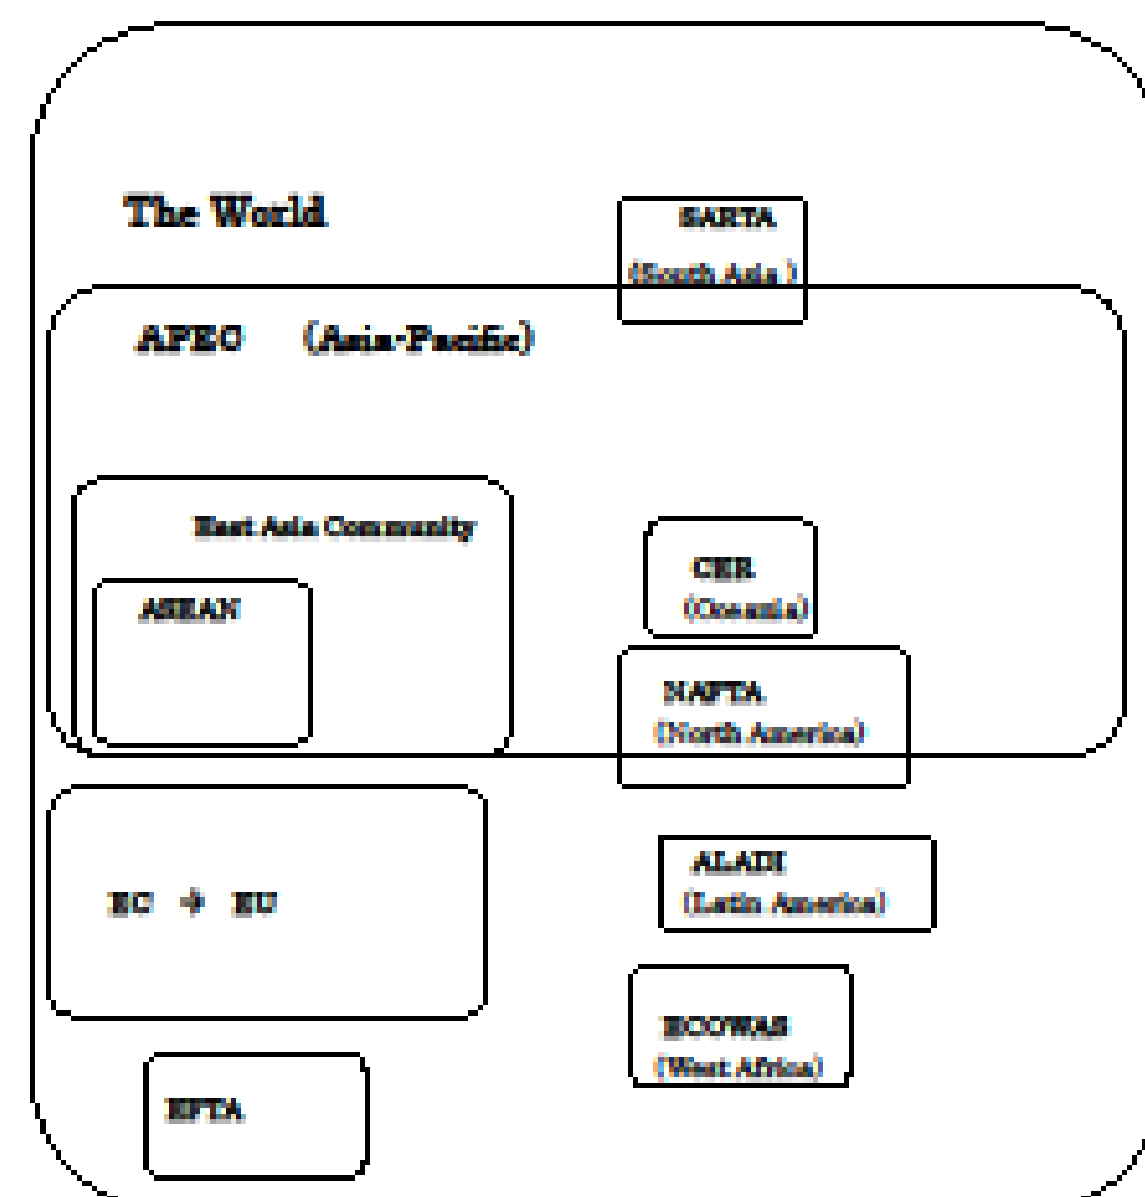 The World
SARTA
(South Asia )
APEC (Asia-Pacific)
East Asia Community
ASEAN
CER
(Oceania)
NAFTA
(North America)
EC → EU
ALADI
(Latin America)
ECOWAS
(West Africa)
EFTA